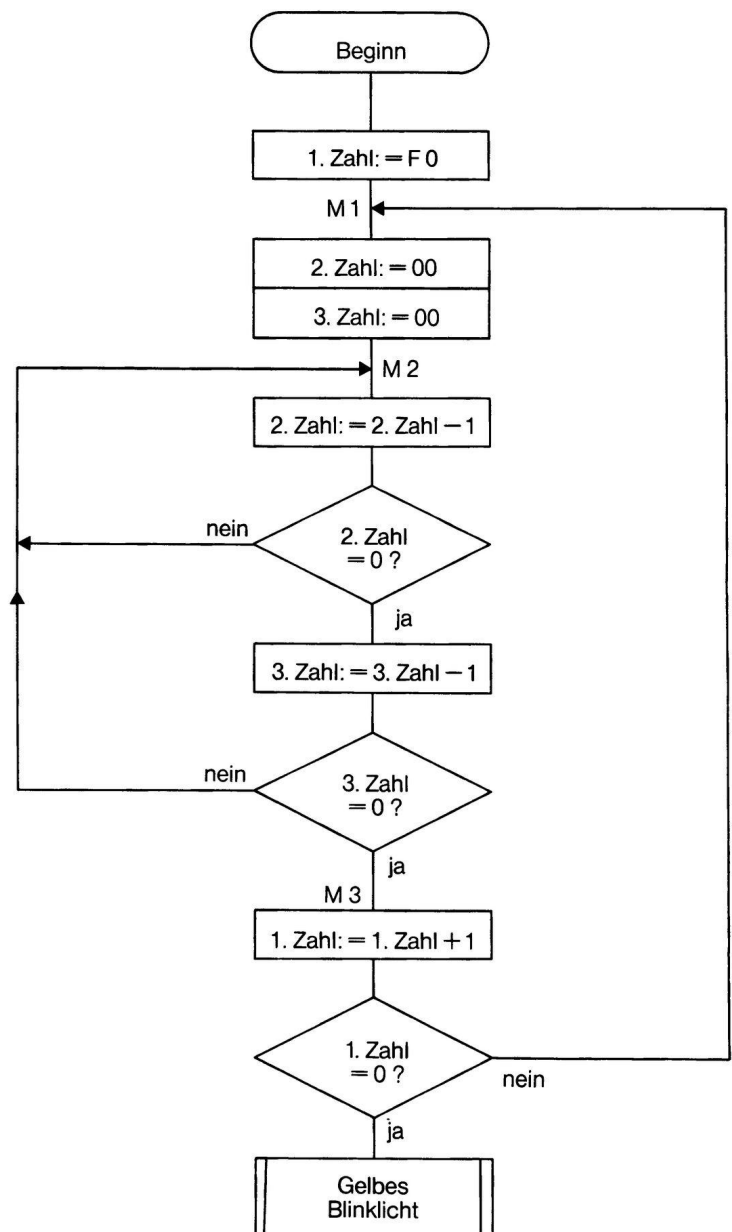 Beginn
1. Zahl: = F 0
M 1
2. Zahl: = 00
3. Zahl: = 00
M 2
2. Zahl: = 2. Zahl − 1
nein
2. Zahl
= 0 ?
ja
3. Zahl: = 3. Zahl − 1
nein
3. Zahl
= 0 ?
ja
M 3
1. Zahl: = 1. Zahl + 1
1. Zahl
= 0 ?
nein
ja
Gelbes
Blinklicht